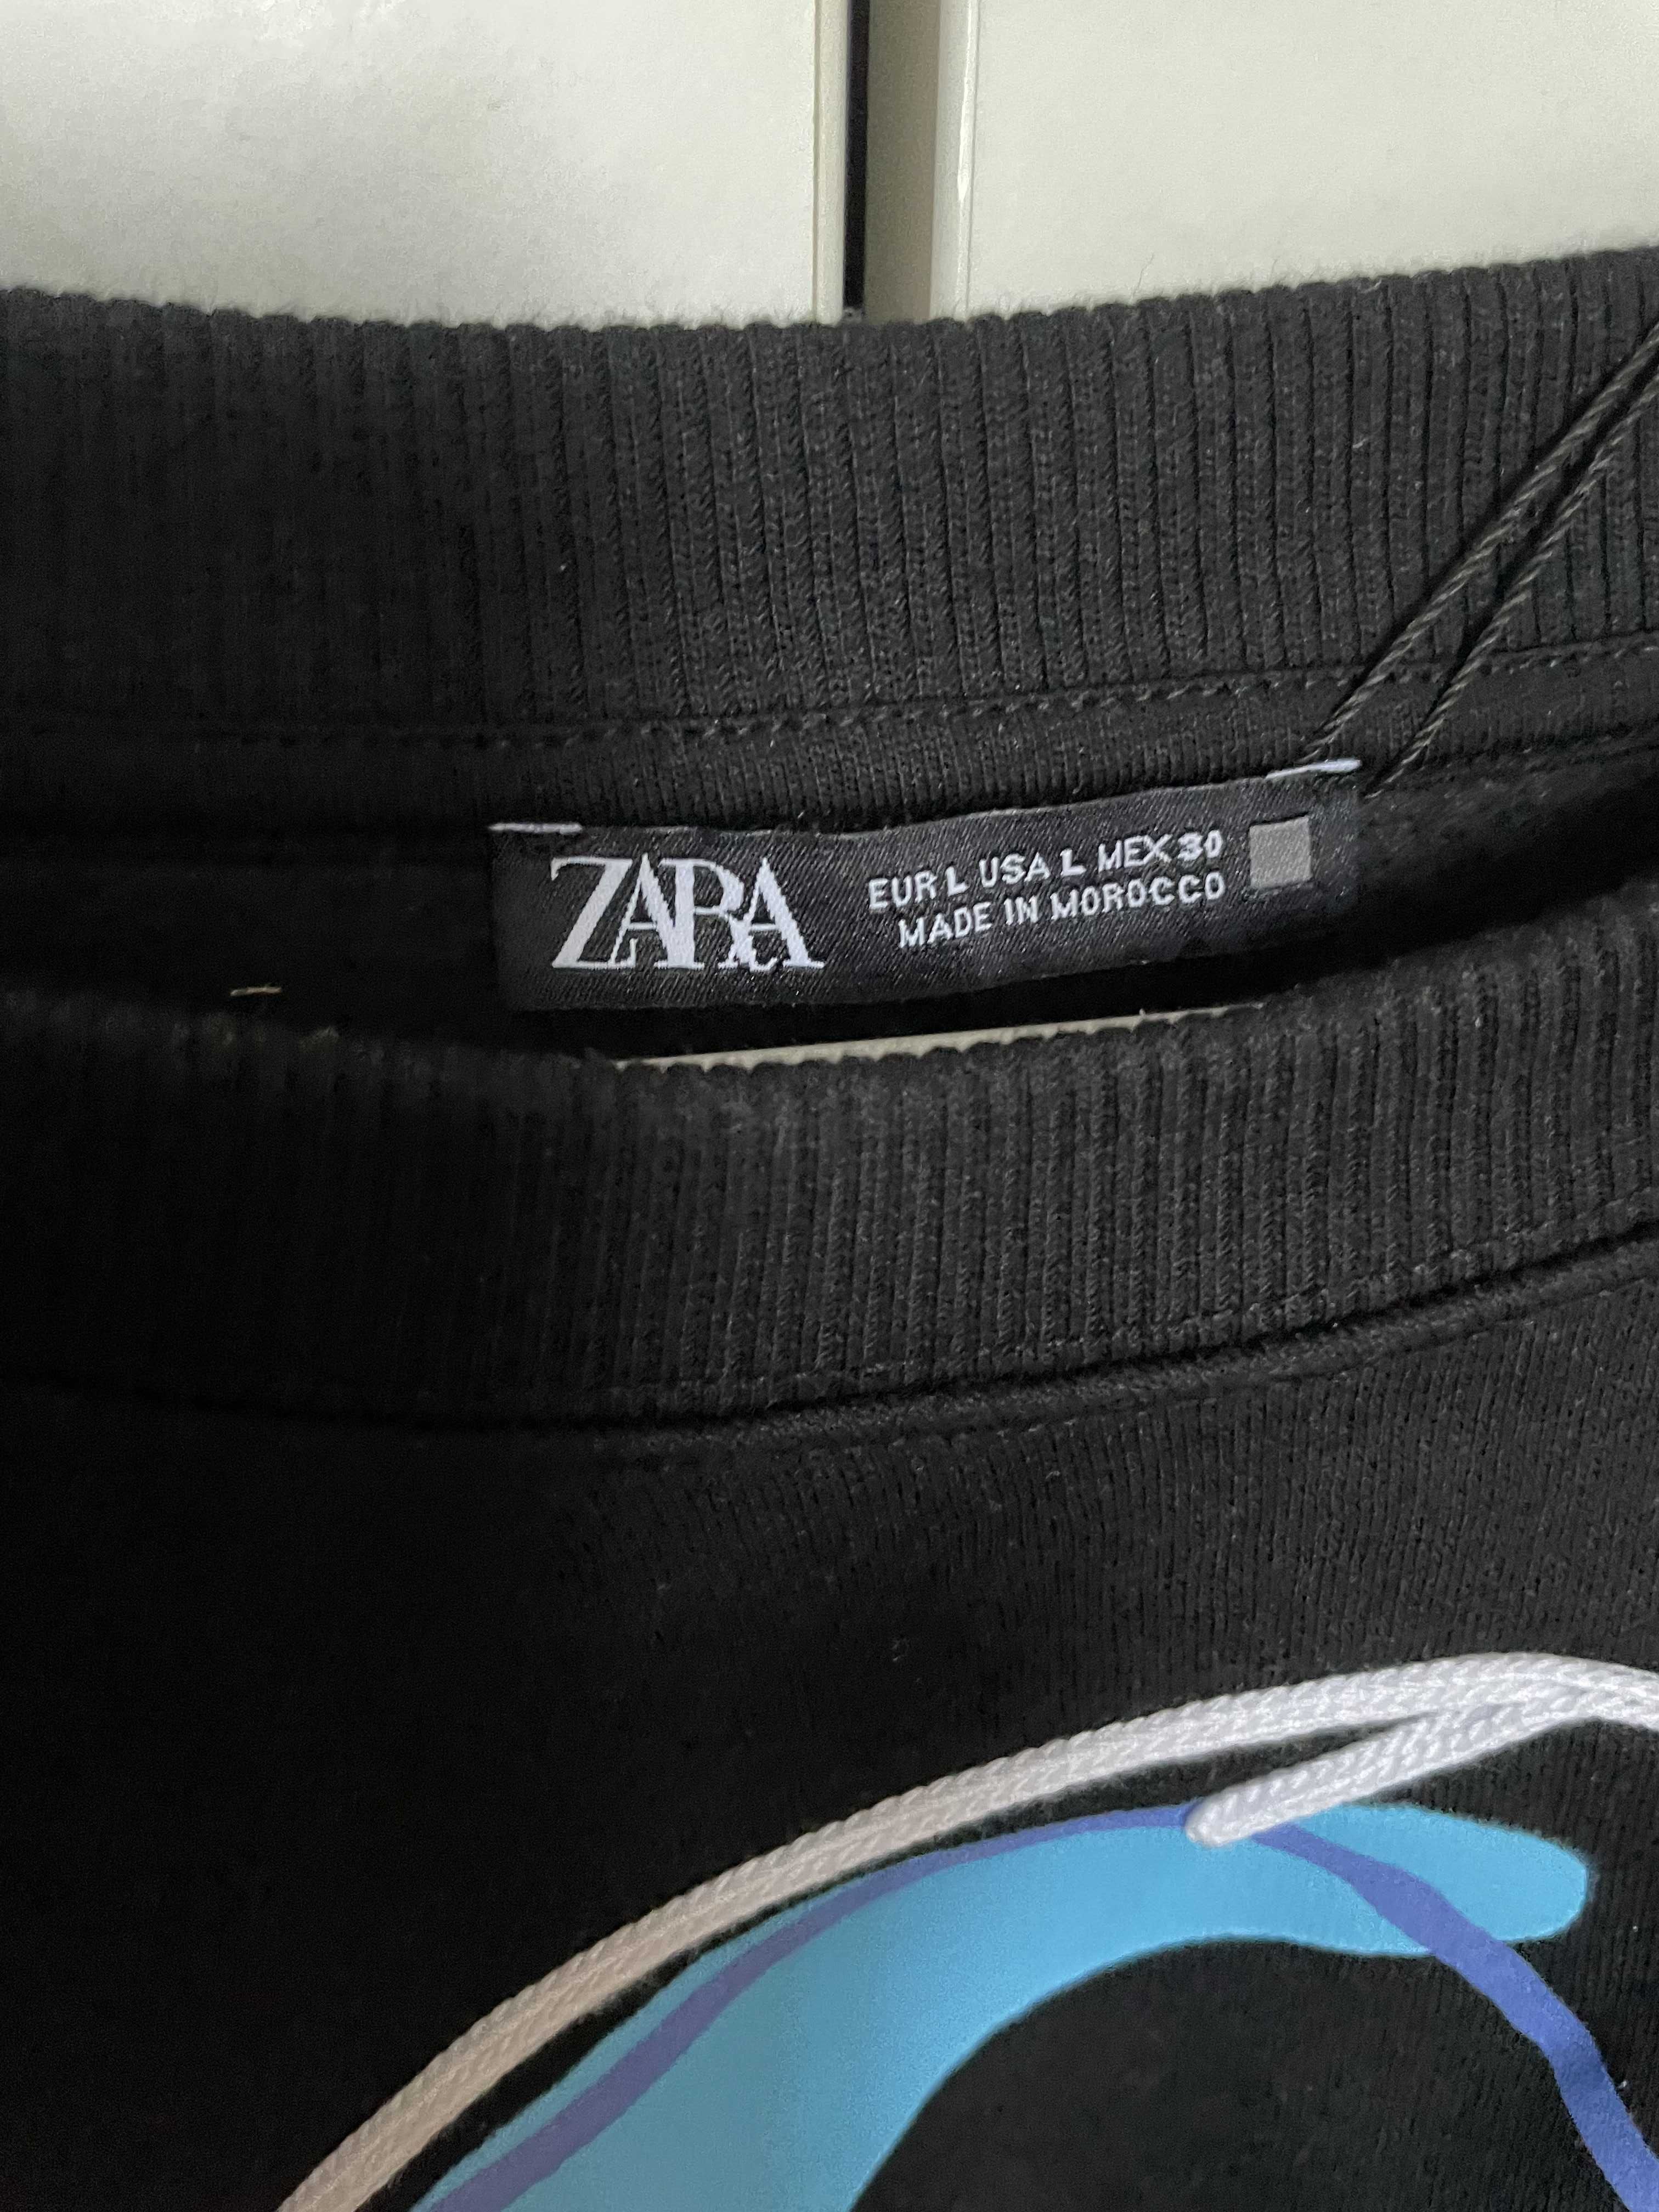 ZARA
EUR L USA L MEX 30
MADE IN MOROCCO